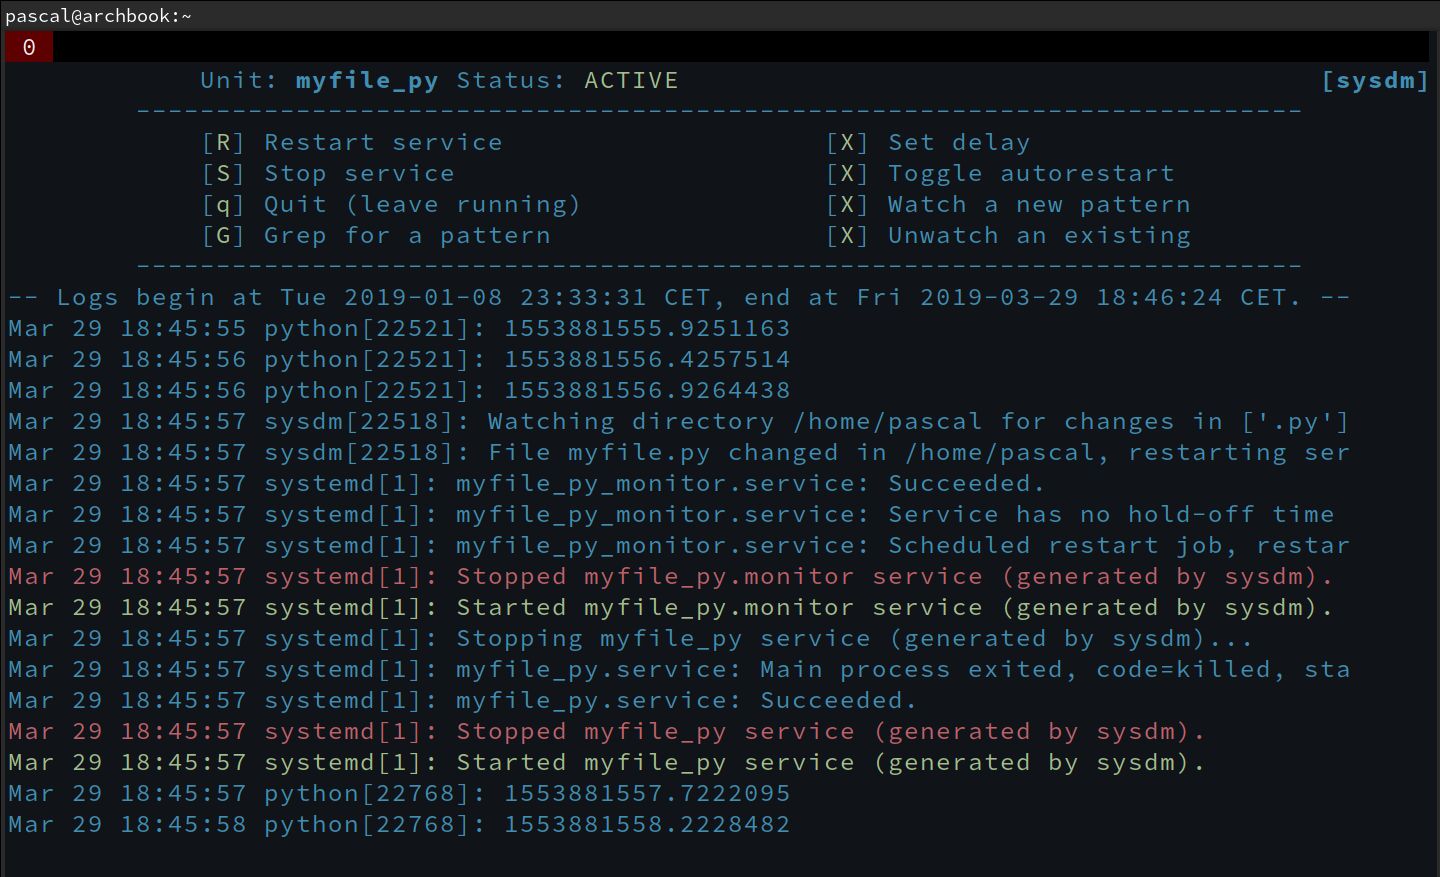 pascal@archbook:~
0
Unit: myfile_py Status: ACTIVE [sysdm]
-------------------------------------------------------------------------
[R] Restart service [X] Set delay
[S] Stop service [X] Toggle autorestart
[q] Quit (leave running) [X] Watch a new pattern
[G] Grep for a pattern [X] Unwatch an existing
-------------------------------------------------------------------------
-- Logs begin at Tue 2019-01-08 23:33:31 CET, end at Fri 2019-03-29 18:46:24 CET. --
Mar 29 18:45:55 python[22521]: 1553881555.9251163
Mar 29 18:45:56 python[22521]: 1553881556.4257514
Mar 29 18:45:56 python[22521]: 1553881556.9264438
Mar 29 18:45:57 sysdm[22518]: Watching directory /home/pascal for changes in ['.py']
Mar 29 18:45:57 sysdm[22518]: File myfile.py changed in /home/pascal, restarting ser
Mar 29 18:45:57 systemd[1]: myfile_py_monitor.service: Succeeded.
Mar 29 18:45:57 systemd[1]: myfile_py_monitor.service: Service has no hold-off time
Mar 29 18:45:57 systemd[1]: myfile_py_monitor.service: Scheduled restart job, restar
Mar 29 18:45:57 systemd[1]: Stopped myfile_py.monitor service (generated by sysdm).
Mar 29 18:45:57 systemd[1]: Started myfile_py.monitor service (generated by sysdm).
Mar 29 18:45:57 systemd[1]: Stopping myfile_py service (generated by sysdm)...
Mar 29 18:45:57 systemd[1]: myfile_py.service: Main process exited, code=killed, sta
Mar 29 18:45:57 systemd[1]: myfile_py.service: Succeeded.
Mar 29 18:45:57 systemd[1]: Stopped myfile_py service (generated by sysdm).
Mar 29 18:45:57 systemd[1]: Started myfile_py service (generated by sysdm).
Mar 29 18:45:57 python[22768]: 1553881557.7222095
Mar 29 18:45:58 python[22768]: 1553881558.2228482